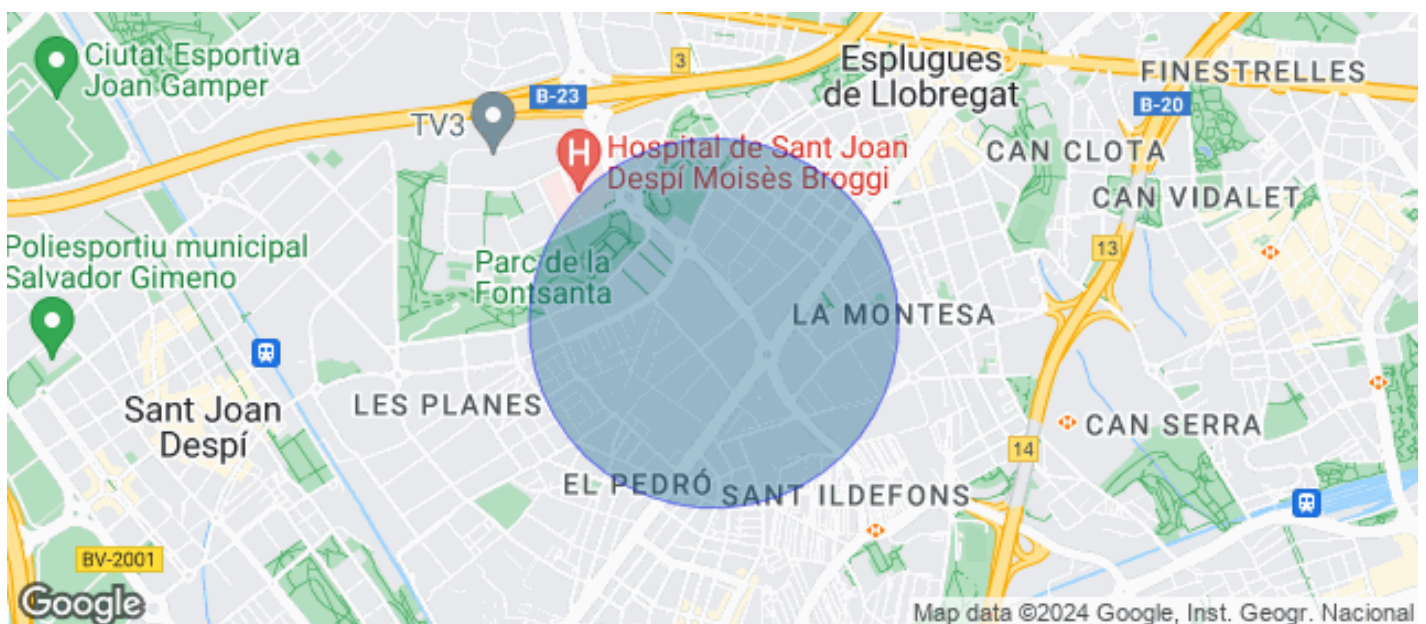 Ciutat Esportiva
Joan Gamper
TV3
B-23
3
Esplugues
de Llobregat
FINESTRELLES
B-20
Hospital de Sant Joan
Despí Moisès Broggi
CAN CLOTA
CAN VIDALET
Poliesportiu municipal
Salvador Gimeno
Parc de la
Fontsanta
13
LA MONTESA
LES PLANES
Sant Joan
Despí
CAN SERRA
14
EL PEDRÓ
SANT ILDEFONS
BV-2001
Google
Map data ©2024 Google, Inst. Geogr. Nacional